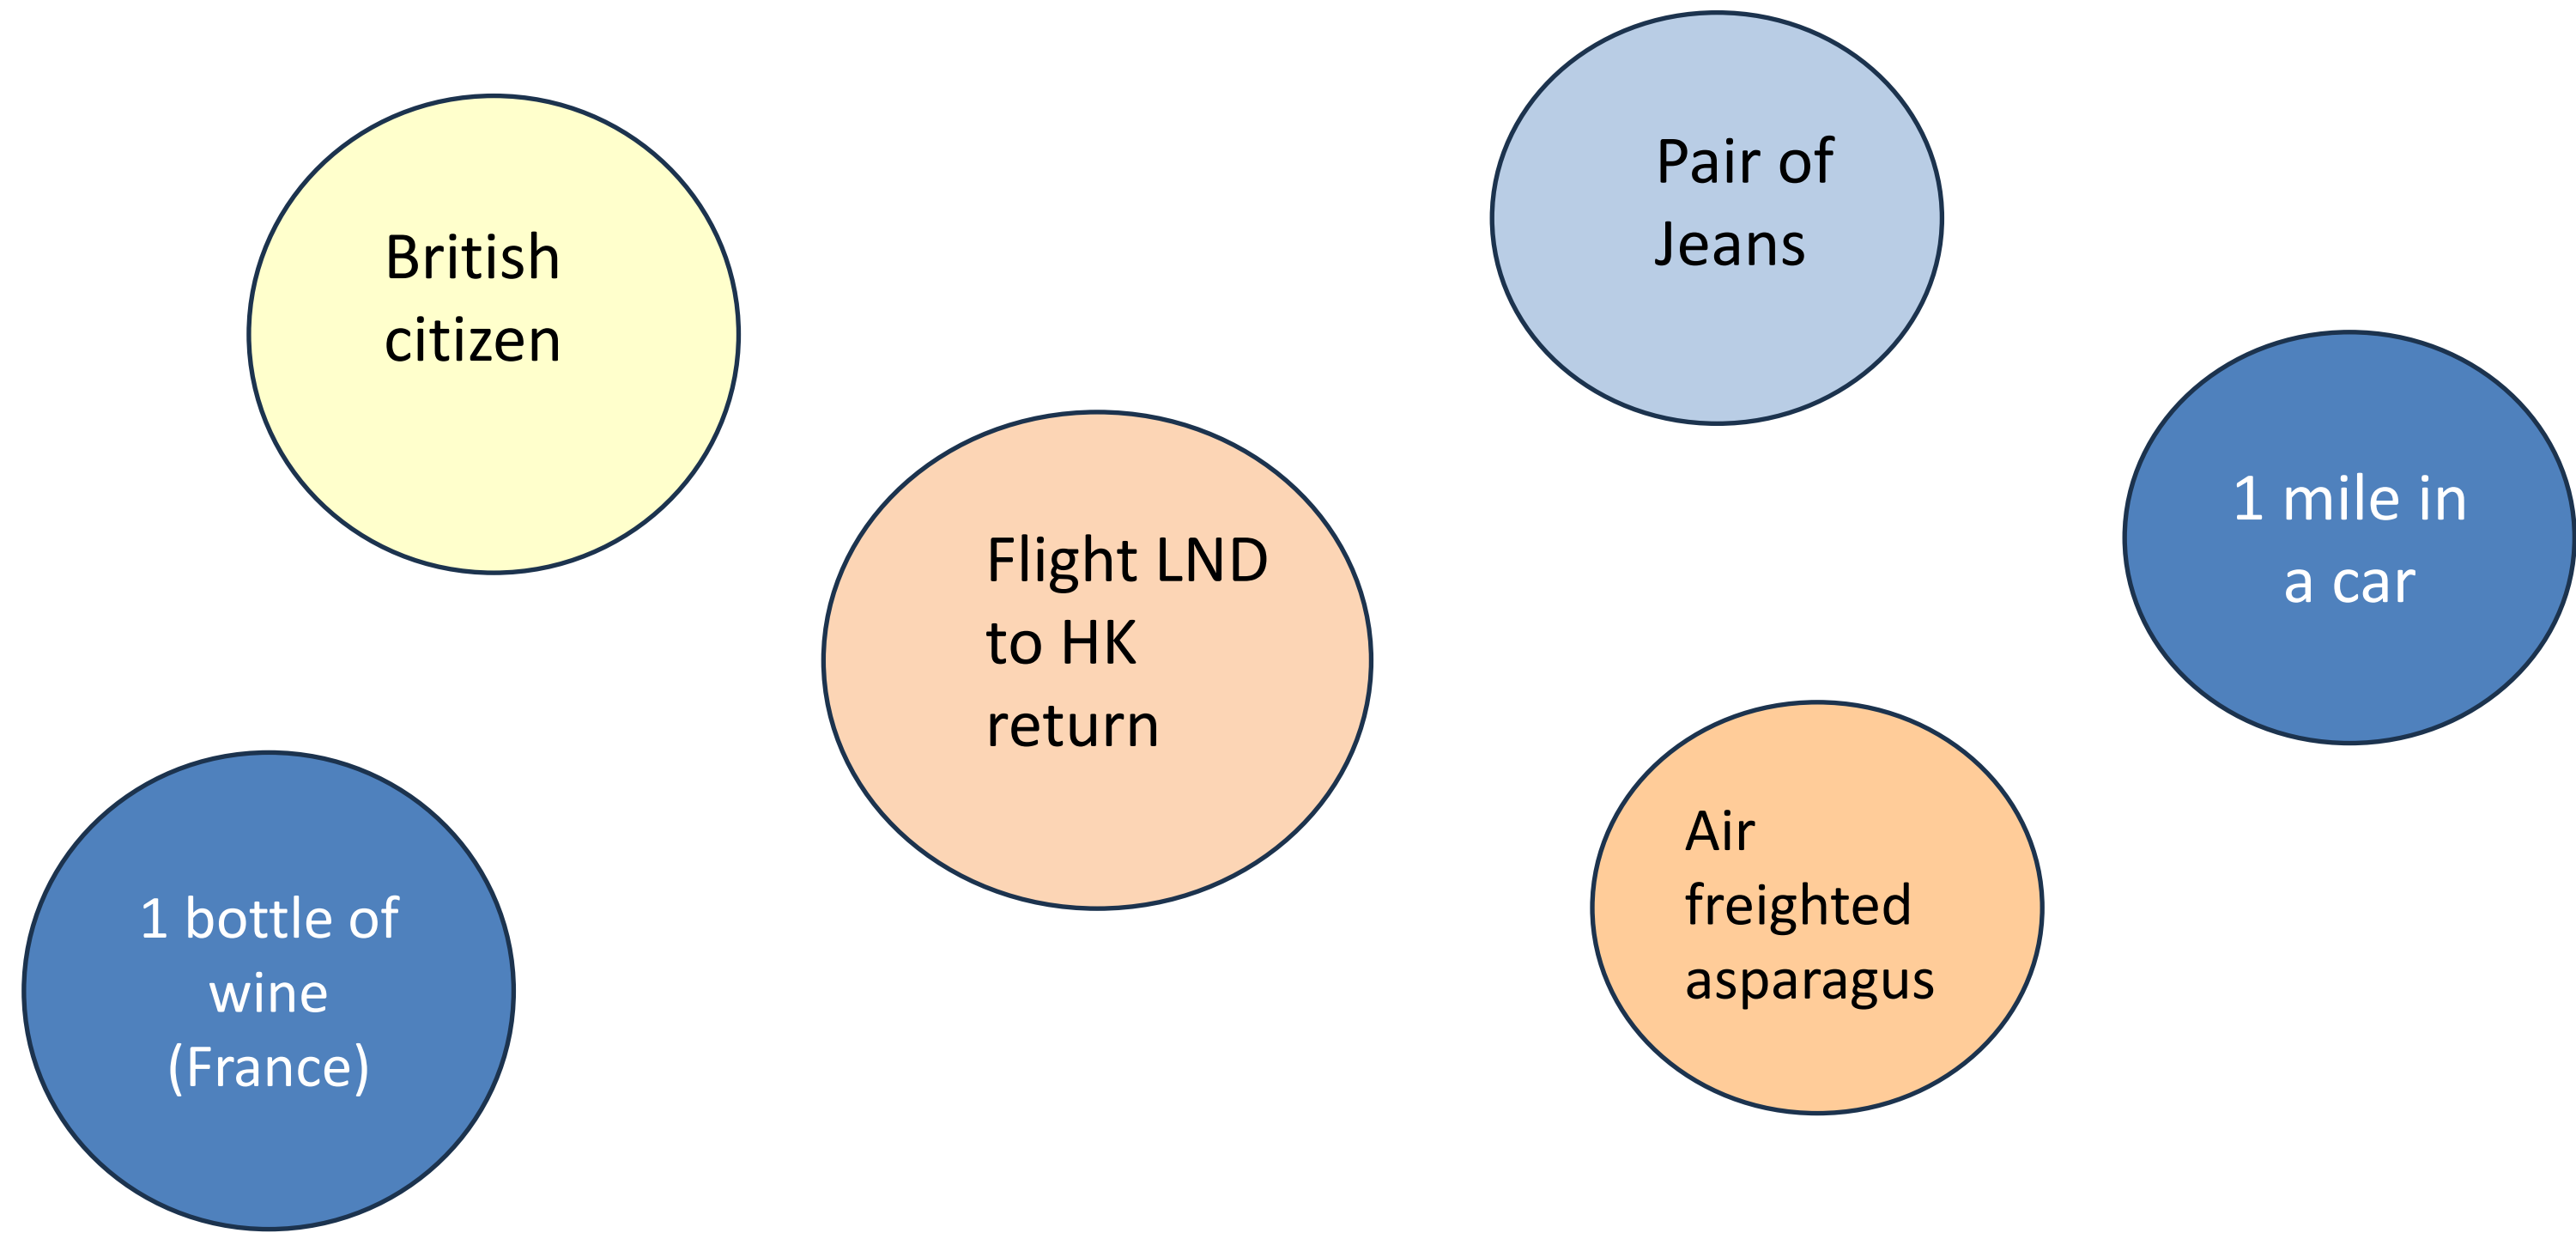 British
citizen
Pair of
Jeans
Flight LND
to HK
return
1 mile in
a car
1 bottle of
wine
(France)
Air
freighted
asparagus